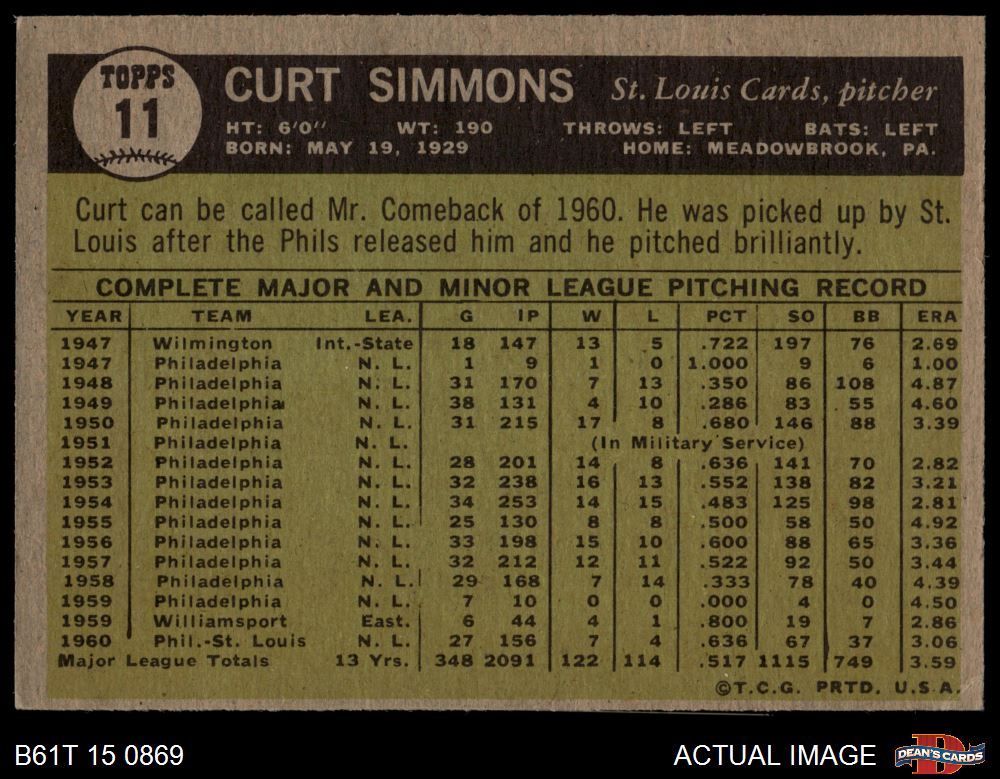 TOPPS
11
CURT SIMMONS St. Louis Cards, pitcher
HT: 6'0" WT: 190 THROWS: LEFT BATS: LEFT
BORN: MAY 19, 1929 HOME: MEADOWBROOK, PA.
Curt can be called Mr. Comeback of 1960. He was picked up by St.
Louis after the Phils released him and he pitched brilliantly.
COMPLETE MAJOR AND MINOR LEAGUE PITCHING RECORD
YEAR TEAM LEA. G IP W L PCT SO BB ERA
1947 Wilmington Int.-State 18 147 13 5 .722 197 76 2.69
1947 Philadelphia N. L. 1 9 1 0 1.000 9 6 1.00
1948 Philadelphia N. L. 31 170 7 13 .350 86 108 4.87
1949 Philadelphia N. L. 38 131 4 10 .286 83 55 4.60
1950 Philadelphia N. L. 31 215 17 8 .680 146 88 3.39
1951 Philadelphia N. L. (In Military Service)
1952 Philadelphia N. L. 28 201 14 8 .636 141 70 2.82
1953 Philadelphia N. L. 32 238 16 13 .552 138 82 3.21
1954 Philadelphia N. L. 34 253 14 15 .483 125 98 2.81
1955 Philadelphia N. L. 25 130 8 8 .500 58 50 4.92
1956 Philadelphia N. L. 33 198 15 10 .600 88 65 3.36
1957 Philadelphia N. L. 32 212 12 11 .522 92 50 3.44
1958 Philadelphia N. L. 29 168 7 14 .333 78 40 4.39
1959 Philadelphia N. L. 7 10 0 0 .000 4 0 4.50
1959 Williamsport East. 6 44 4 1 .800 19 7 2.86
1960 Phil.-St. Louis N. L. 27 156 7 4 .636 67 37 3.06
Major League Totals 13 Yrs. 348 2091 122 114 .517 1115 749 3.59
©T.C.G. PRTD. U.S.A.
B61T 15 0869 ACTUAL IMAGE DEAN'S CARDS